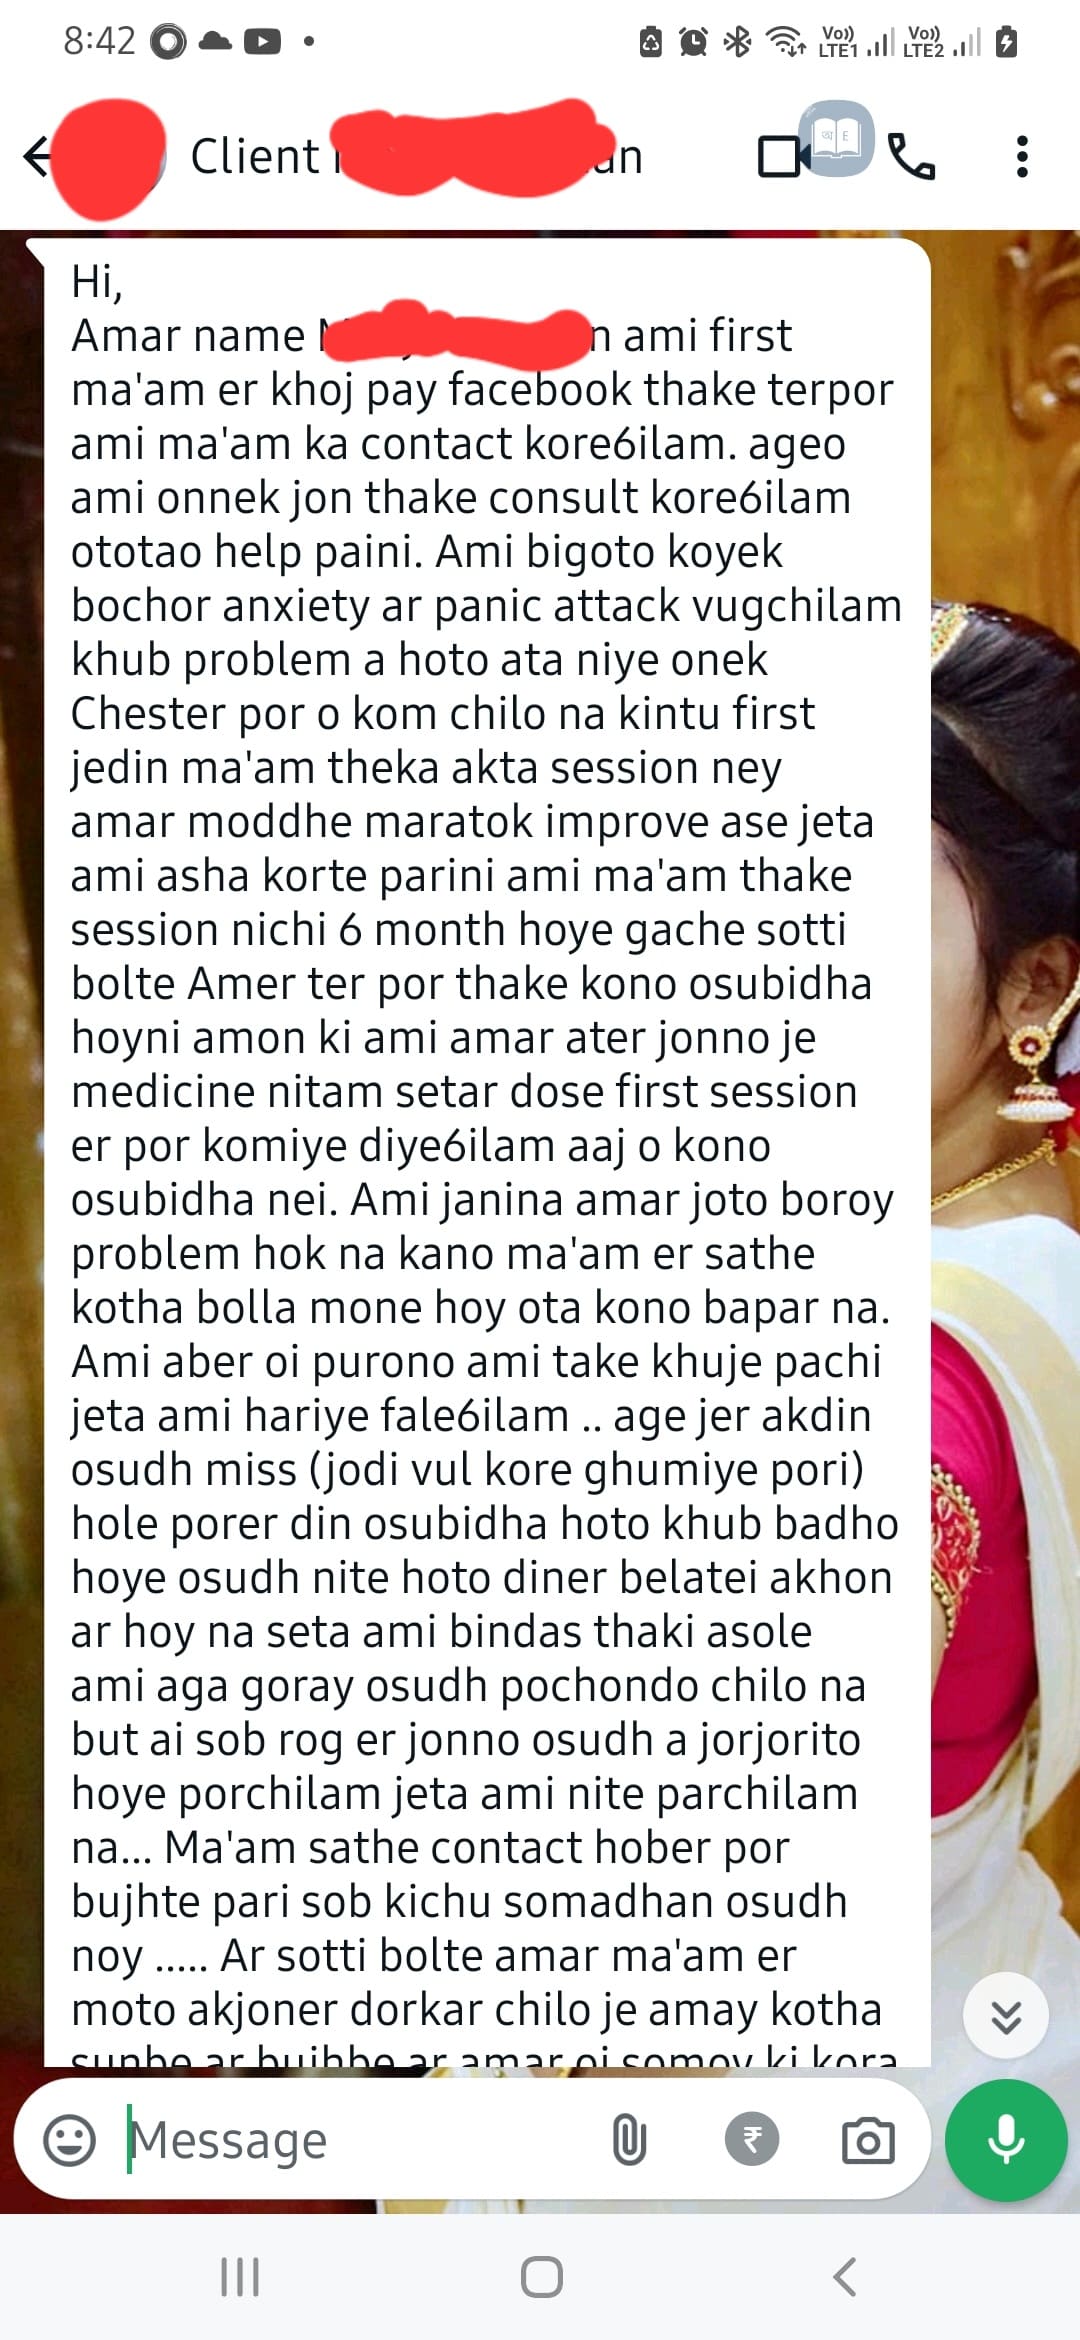 8:42
Vo)) LTE1 Vo)) LTE2
Client
অ E
Hi,
Amar name ami first
ma'am er khoj pay facebook thake terpor
ami ma'am ka contact kore6ilam. ageo
ami onnek jon thake consult kore6ilam
ototao help paini. Ami bigoto koyek
bochor anxiety ar panic attack vugchilam
khub problem a hoto ata niye onek
Chester por o kom chilo na kintu first
jedin ma'am theka akta session ney
amar moddhe maratok improve ase jeta
ami asha korte parini ami ma'am thake
session nichi 6 month hoye gache sotti
bolte Amer ter por thake kono osubidha
hoyni amon ki ami amar ater jonno je
medicine nitam setar dose first session
er por komiye diye6ilam aaj o kono
osubidha nei. Ami janina amar joto boroy
problem hok na kano ma'am er sathe
kotha bolla mone hoy ota kono bapar na.
Ami aber oi purono ami take khuje pachi
jeta ami hariye fale6ilam .. age jer akdin
osudh miss (jodi vul kore ghumiye pori)
hole porer din osubidha hoto khub badho
hoye osudh nite hoto diner belatei akhon
ar hoy na seta ami bindas thaki asole
ami aga goray osudh pochondo chilo na
but ai sob rog er jonno osudh a jorjorito
hoye porchilam jeta ami nite parchilam
na... Ma'am sathe contact hober por
bujhte pari sob kichu somadhan osudh
noy ..... Ar sotti bolte amar ma'am er
moto akjoner dorkar chilo je amay kotha
sunbe ar bujhbe ar amar oi somoy ki kora
Message